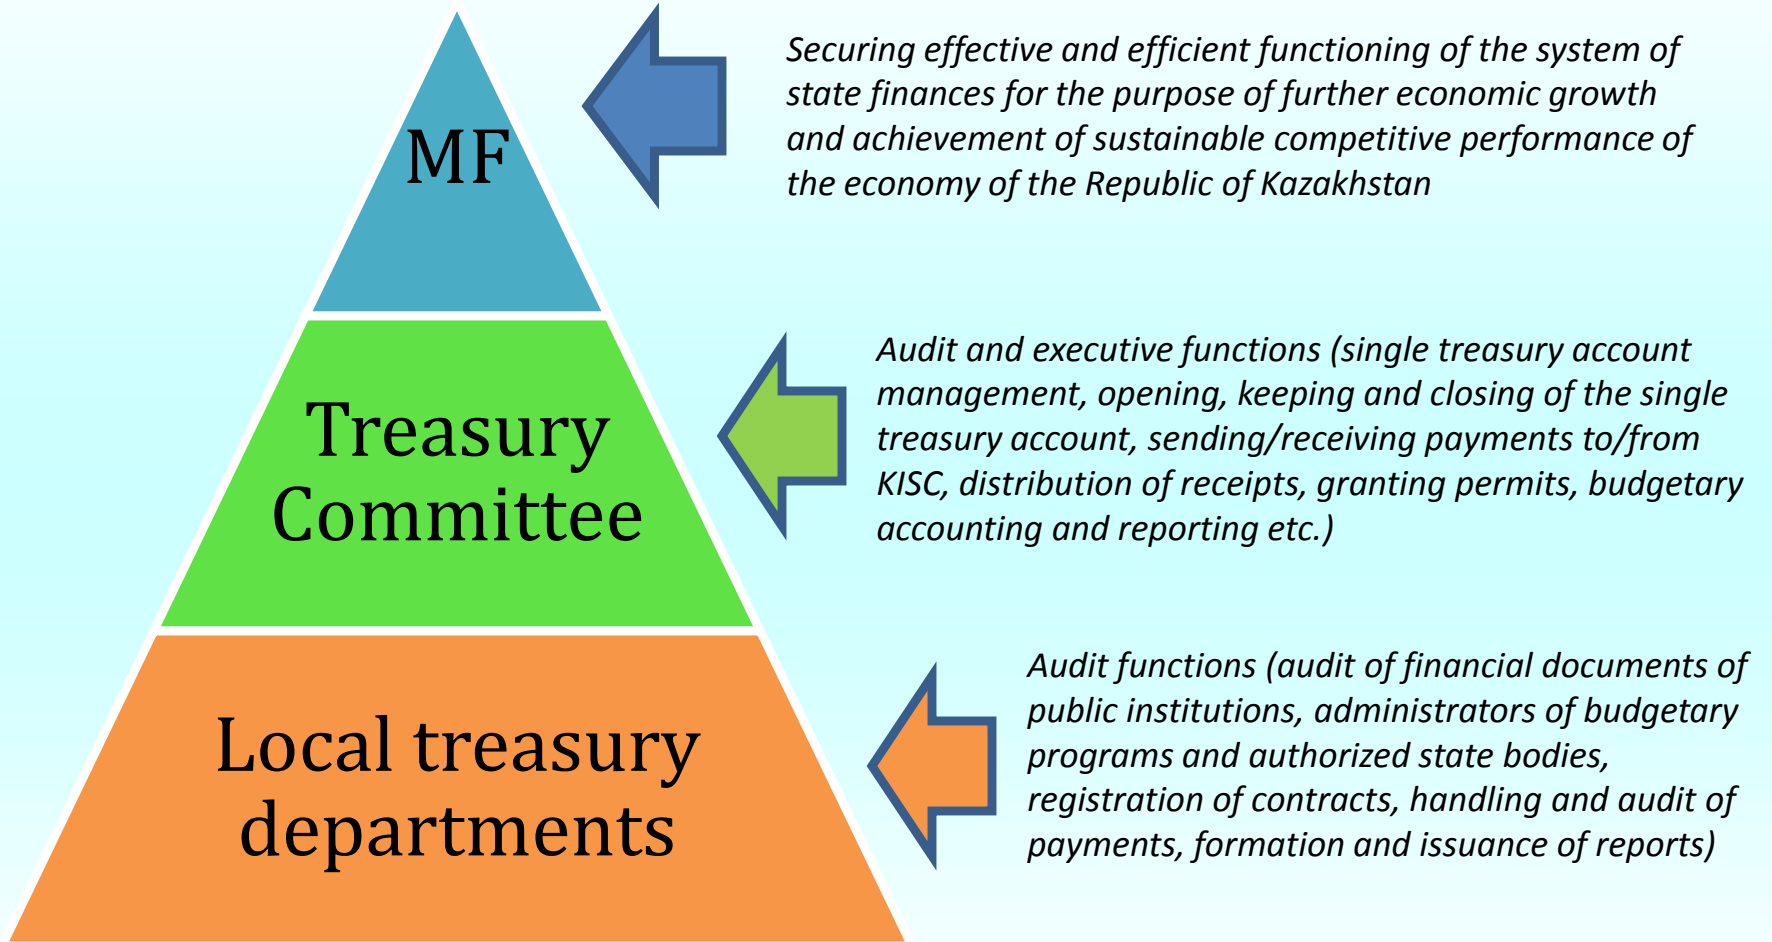 MF
Securing effective and efficient functioning of the system of
state finances for the purpose of further economic growth
and achievement of sustainable competitive performance of
the economy of the Republic of Kazakhstan
Treasury
Committee
Audit and executive functions (single treasury account
management, opening, keeping and closing of the single
treasury account, sending/receiving payments to/from
KISC, distribution of receipts, granting permits, budgetary
accounting and reporting etc.)
Local treasury
departments
Audit functions (audit of financial documents of
public institutions, administrators of budgetary
programs and authorized state bodies,
registration of contracts, handling and audit of
payments, formation and issuance of reports)